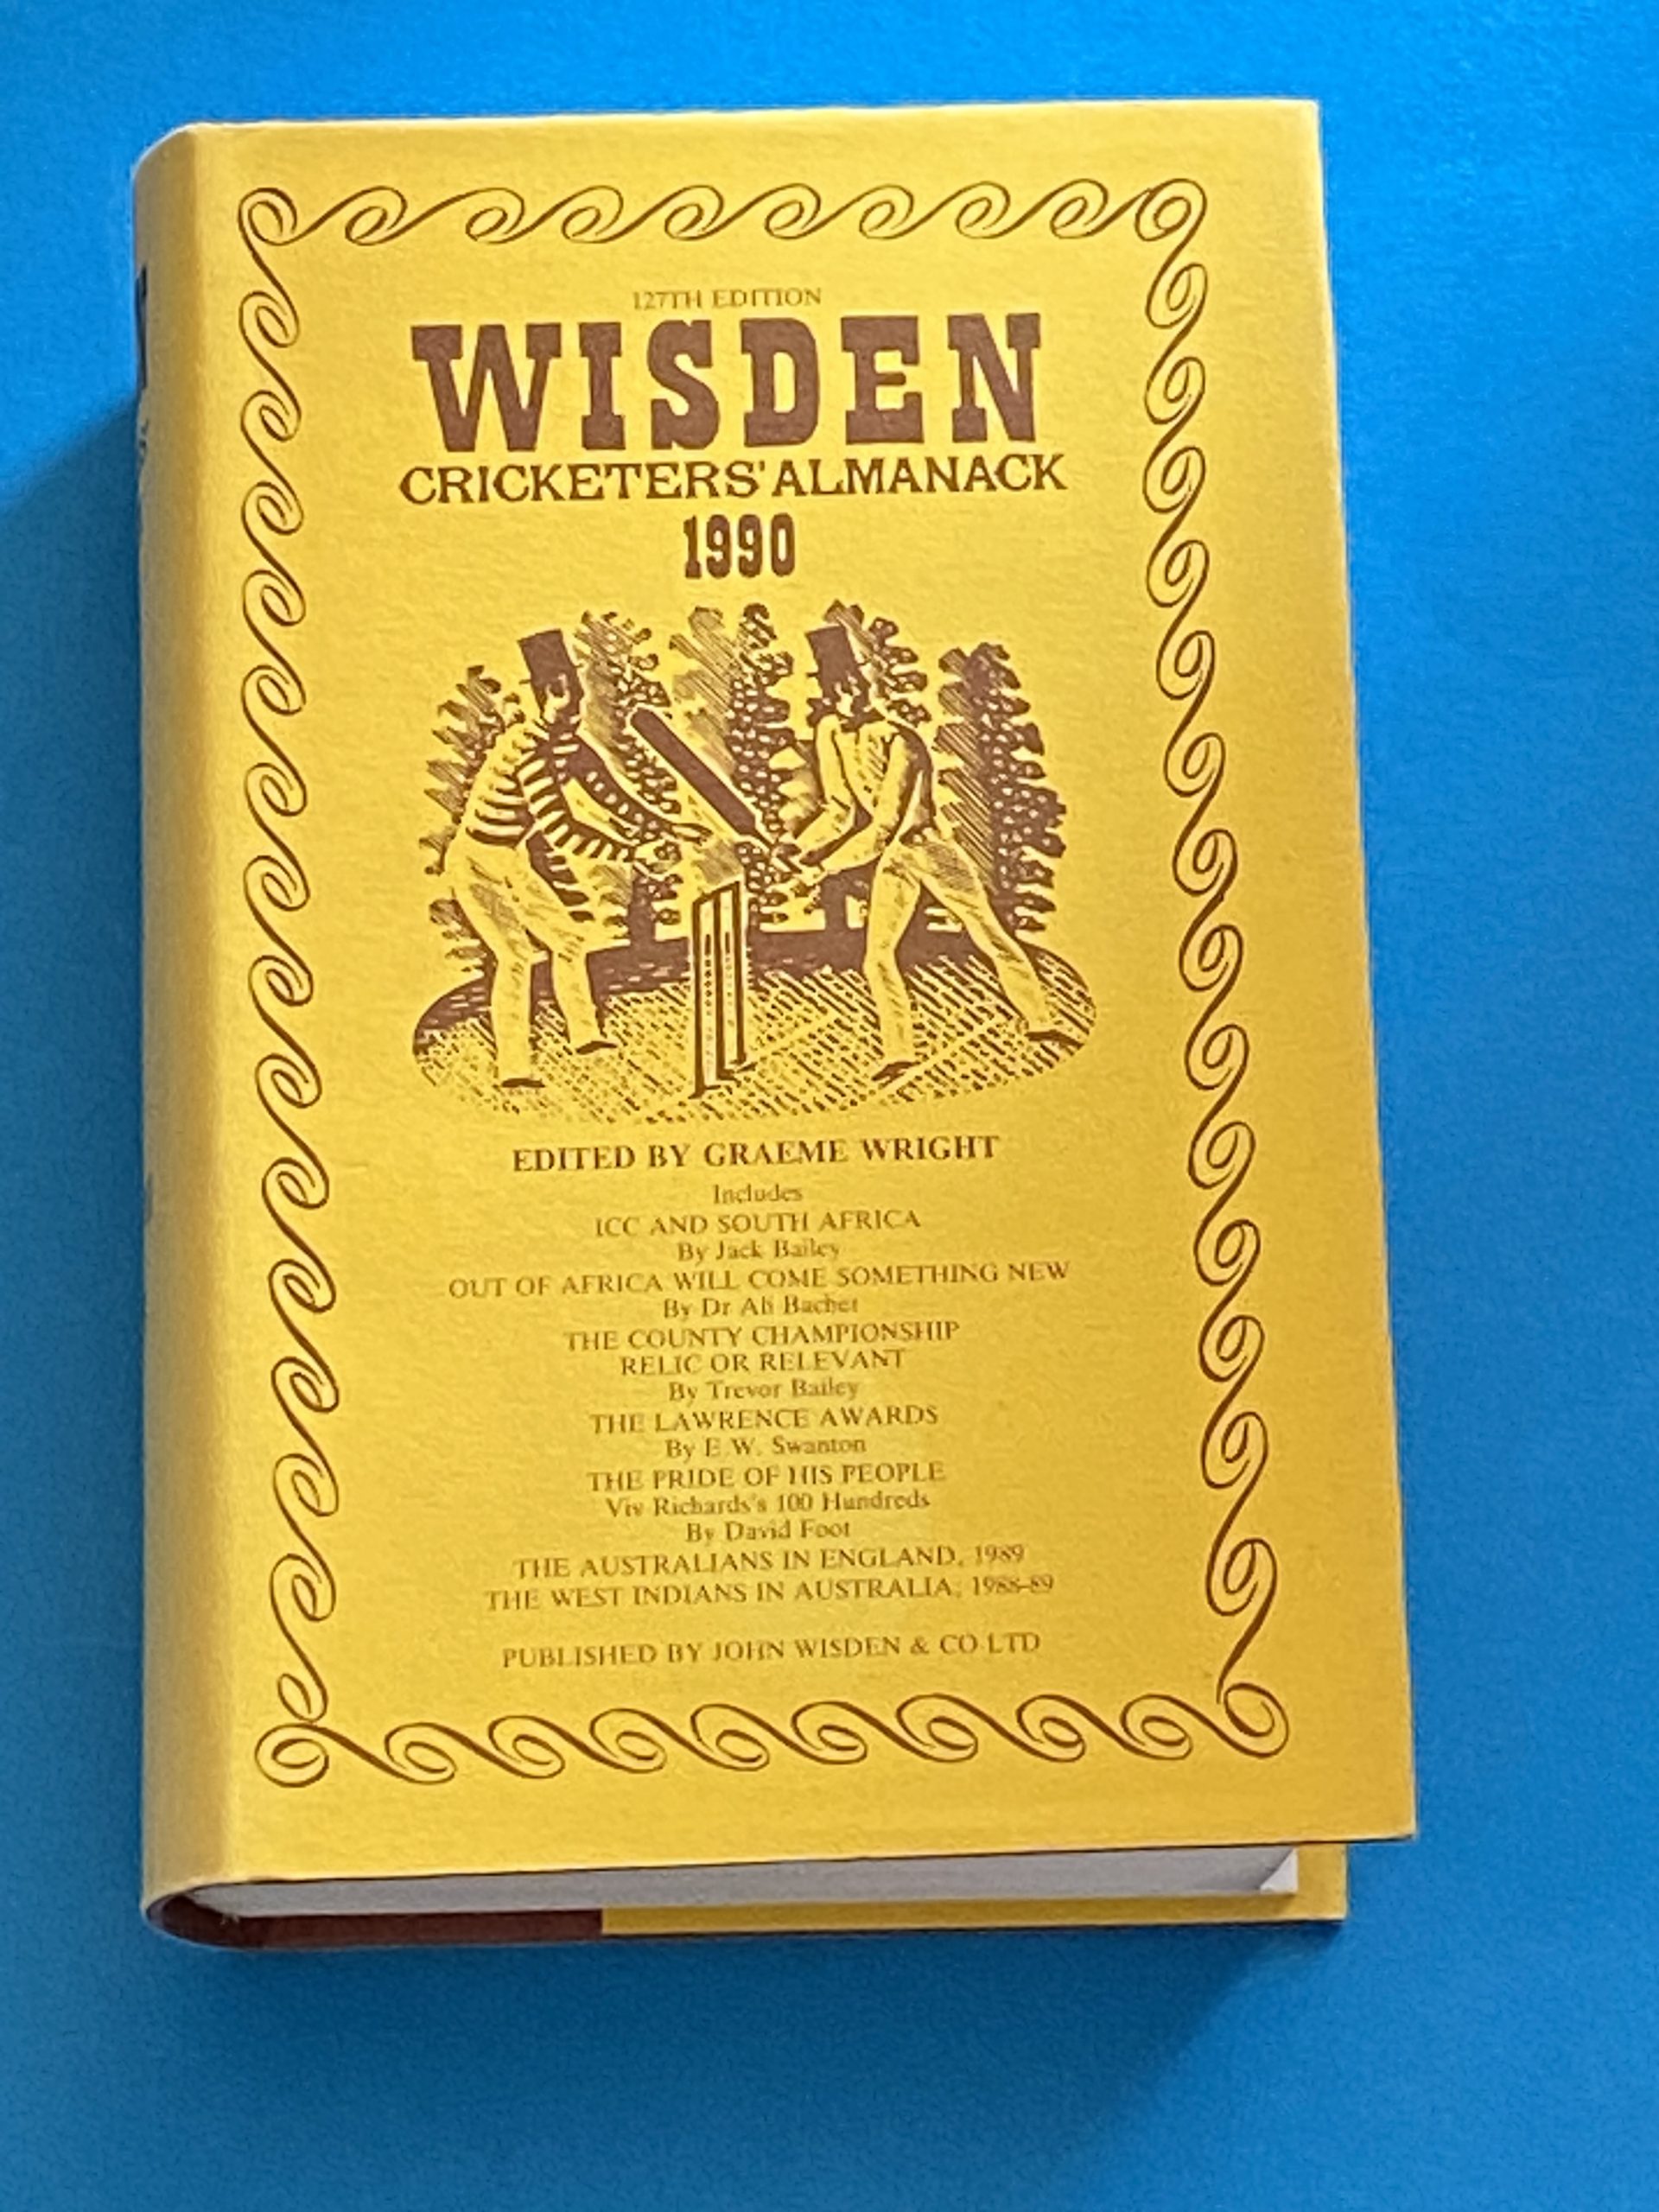 127TH EDITION
WISDEN
CRICKETERS' ALMANACK
1990
EDITED BY GRAEME WRIGHT
Includes
ICC AND SOUTH AFRICA
By Jack Bailey
OUT OF AFRICA WILL COME SOMETHING NEW
By Dr Ali Bacher
THE COUNTY CHAMPIONSHIP
RELIC OR RELEVANT
By Trevor Bailey
THE LAWRENCE AWARDS
By E.W. Swanton
THE PRIDE OF HIS PEOPLE
Viv Richards's 100 Hundreds
By David Foot
THE AUSTRALIANS IN ENGLAND, 1989
THE WEST INDIANS IN AUSTRALIA, 1988-89
PUBLISHED BY JOHN WISDEN & CO LTD